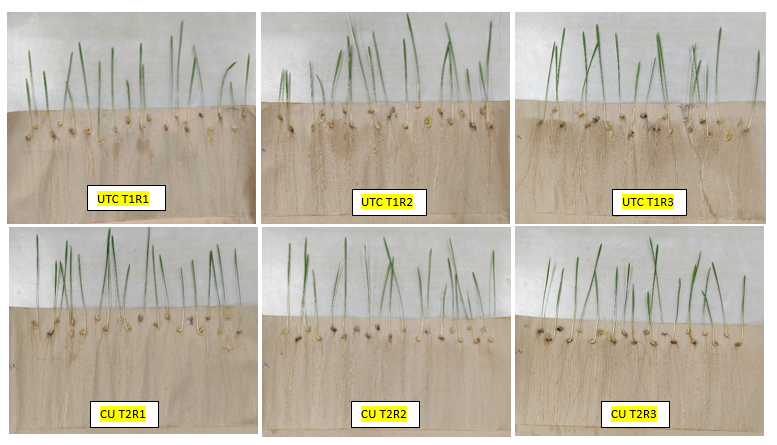 UTC T1R1
UTC T1R2
UTC T1R3
CU T2R1
CU T2R2
CU T2R3